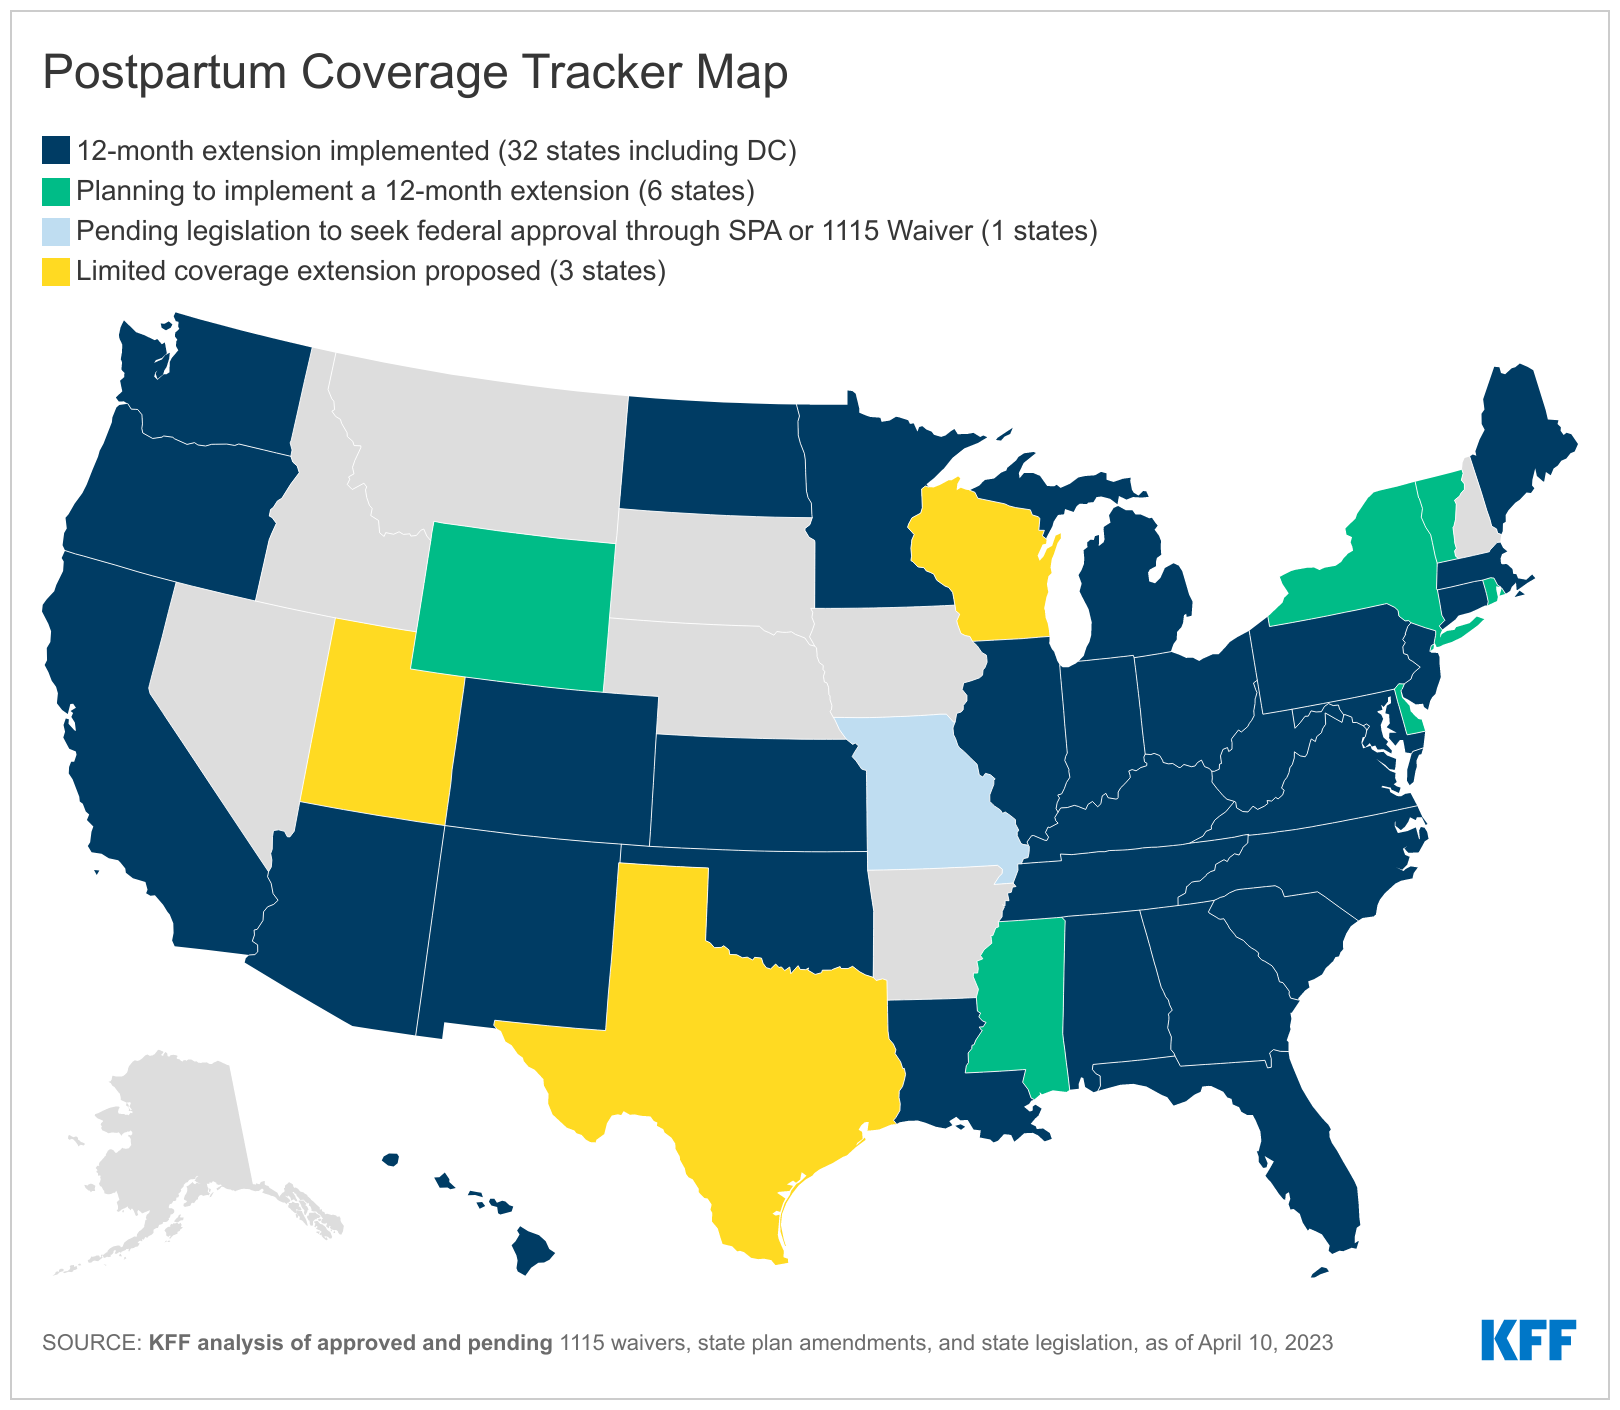 Postpartum Coverage Tracker Map
12-month extension implemented (32 states including DC)
Planning to implement a 12-month extension (6 states)
Pending legislation to seek federal approval through SPA or 1115 Waiver (1 states)
Limited coverage extension proposed (3 states)
SOURCE: KFF analysis of approved and pending 1115 waivers, state plan amendments, and state legislation, as of April 10, 2023
KFF